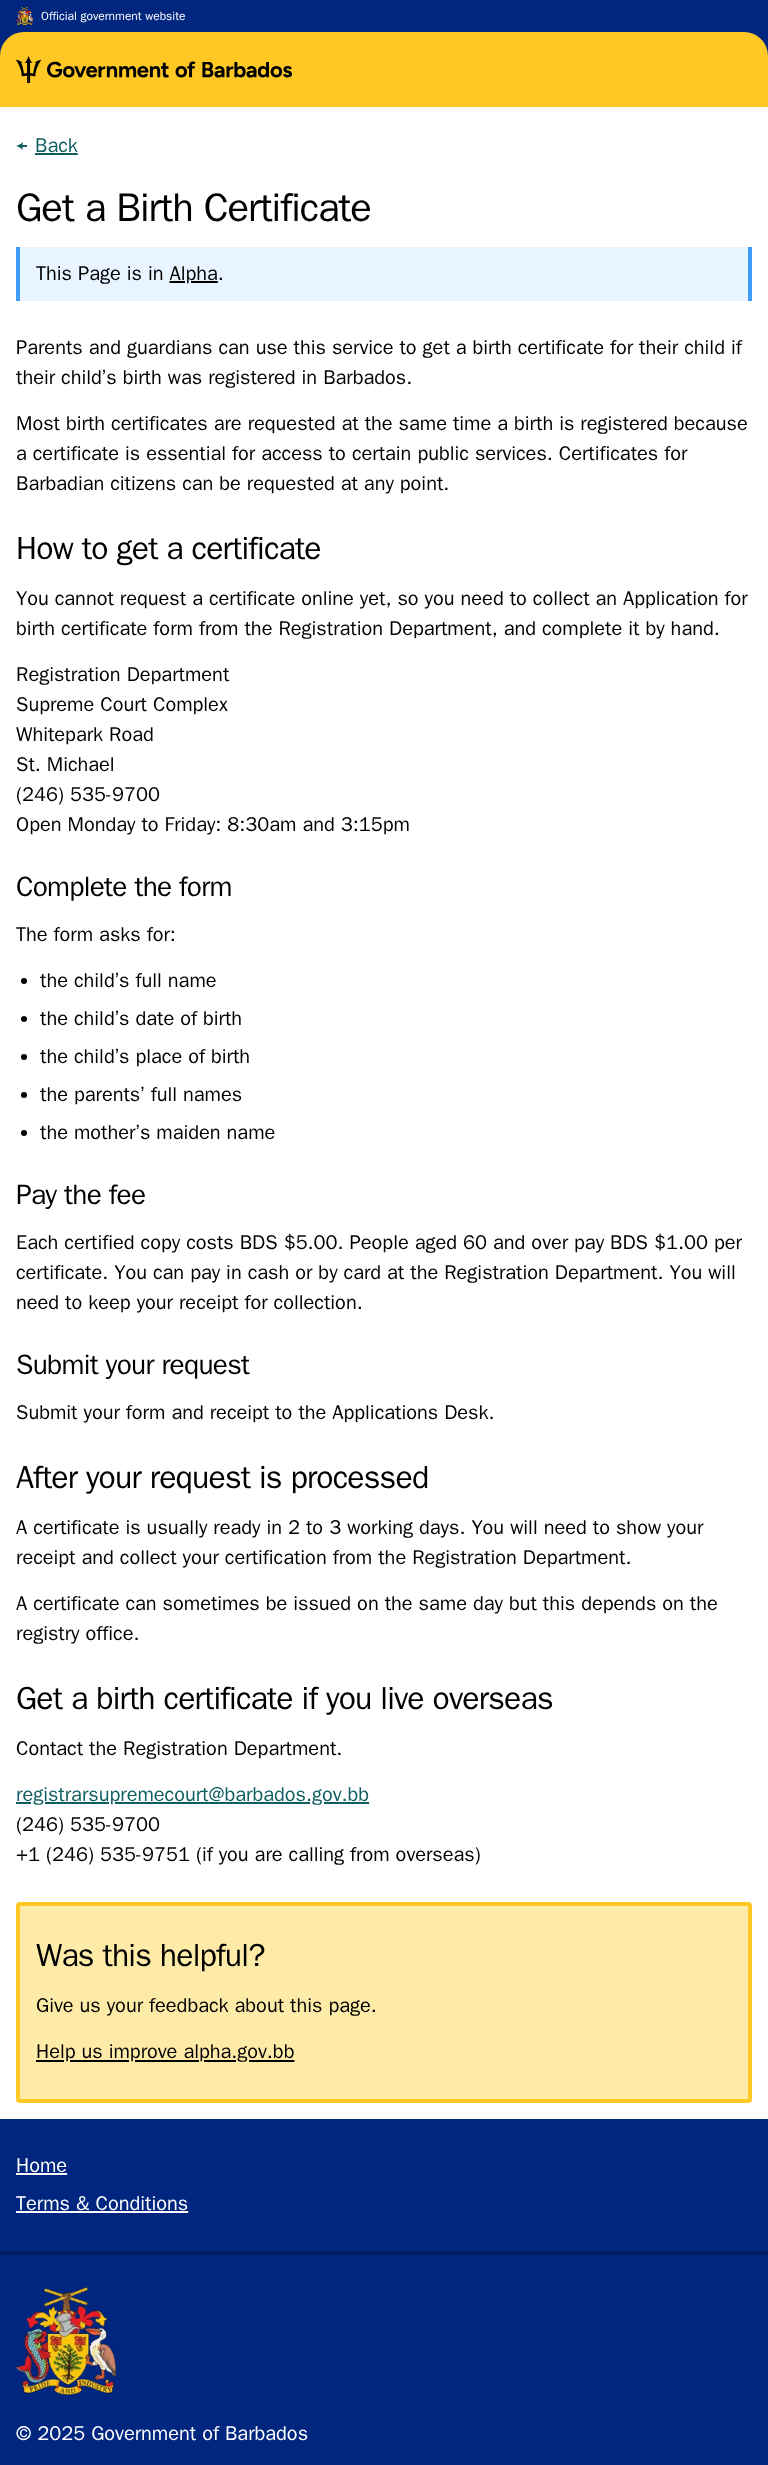 Official government website
Government of Barbados
Back
Get a Birth Certificate
This Page is in Alpha.
Parents and guardians can use this service to get a birth certificate for their child if
their child’s birth was registered in Barbados.
Most birth certificates are requested at the same time a birth is registered because
a certificate is essential for access to certain public services. Certificates for
Barbadian citizens can be requested at any point.
How to get a certificate
You cannot request a certificate online yet, so you need to collect an Application for
birth certificate form from the Registration Department, and complete it by hand.
Registration Department
Supreme Court Complex
Whitepark Road
St. Michael
(246) 535-9700
Open Monday to Friday: 8:30am and 3:15pm
Complete the form
The form asks for:
• the child’s full name
• the child’s date of birth
• the child’s place of birth
• the parents’ full names
• the mother’s maiden name
Pay the fee
Each certified copy costs BDS $5.00. People aged 60 and over pay BDS $1.00 per
certificate. You can pay in cash or by card at the Registration Department. You will
need to keep your receipt for collection.
Submit your request
Submit your form and receipt to the Applications Desk.
After your request is processed
A certificate is usually ready in 2 to 3 working days. You will need to show your
receipt and collect your certification from the Registration Department.
A certificate can sometimes be issued on the same day but this depends on the
registry office.
Get a birth certificate if you live overseas
Contact the Registration Department.
registrarsupremecourt@barbados.gov.bb
(246) 535-9700
+1 (246) 535-9751 (if you are calling from overseas)
Was this helpful?
Give us your feedback about this page.
Help us improve alpha.gov.bb
Home
Terms & Conditions
PRIDE AND INDUSTRY
© 2025 Government of Barbados